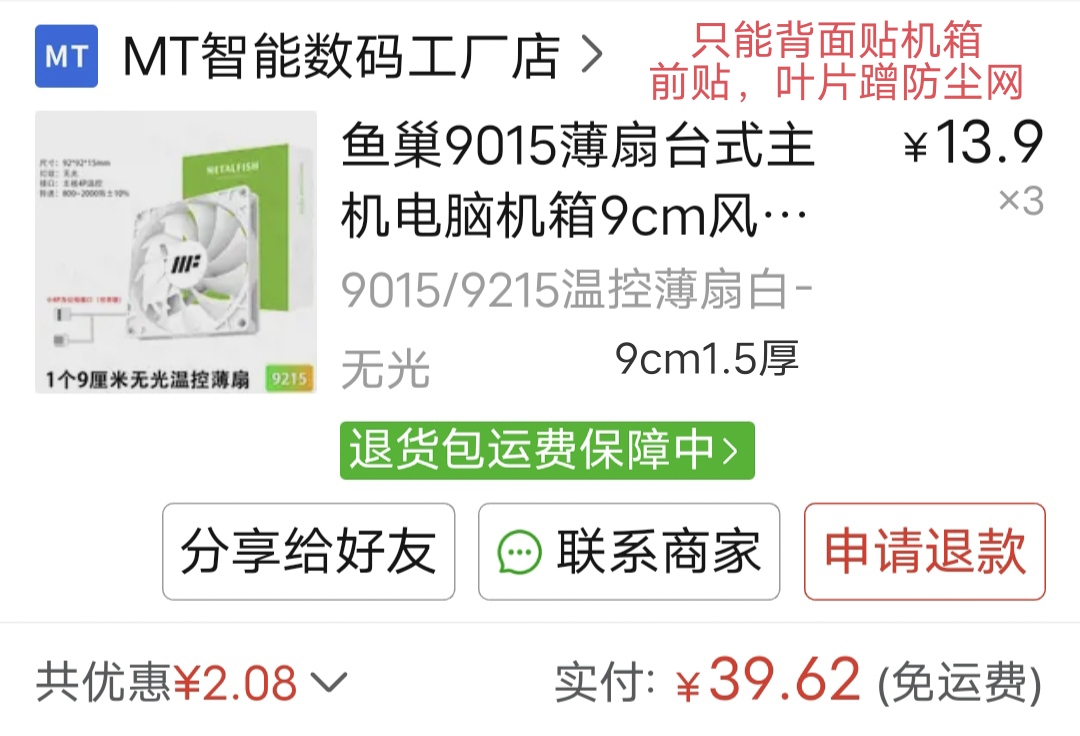 MT
MT智能数码工厂店
只能背面贴机箱
前贴，叶片蹭防尘网
尺寸：92*92*15mm
灯效：无光
接口：主板4P温控
转速：800-2000转±10%
METALFISH
1个9厘米无光温控薄扇
9215
鱼巢9015薄扇台式主
机电脑机箱9cm风…
¥13.9
×3
9015/9215温控薄扇白-
无光
9cm1.5厚
退货包运费保障中
分享给好友
联系商家
申请退款
共优惠¥2.08
实付: ¥39.62 (免运费)